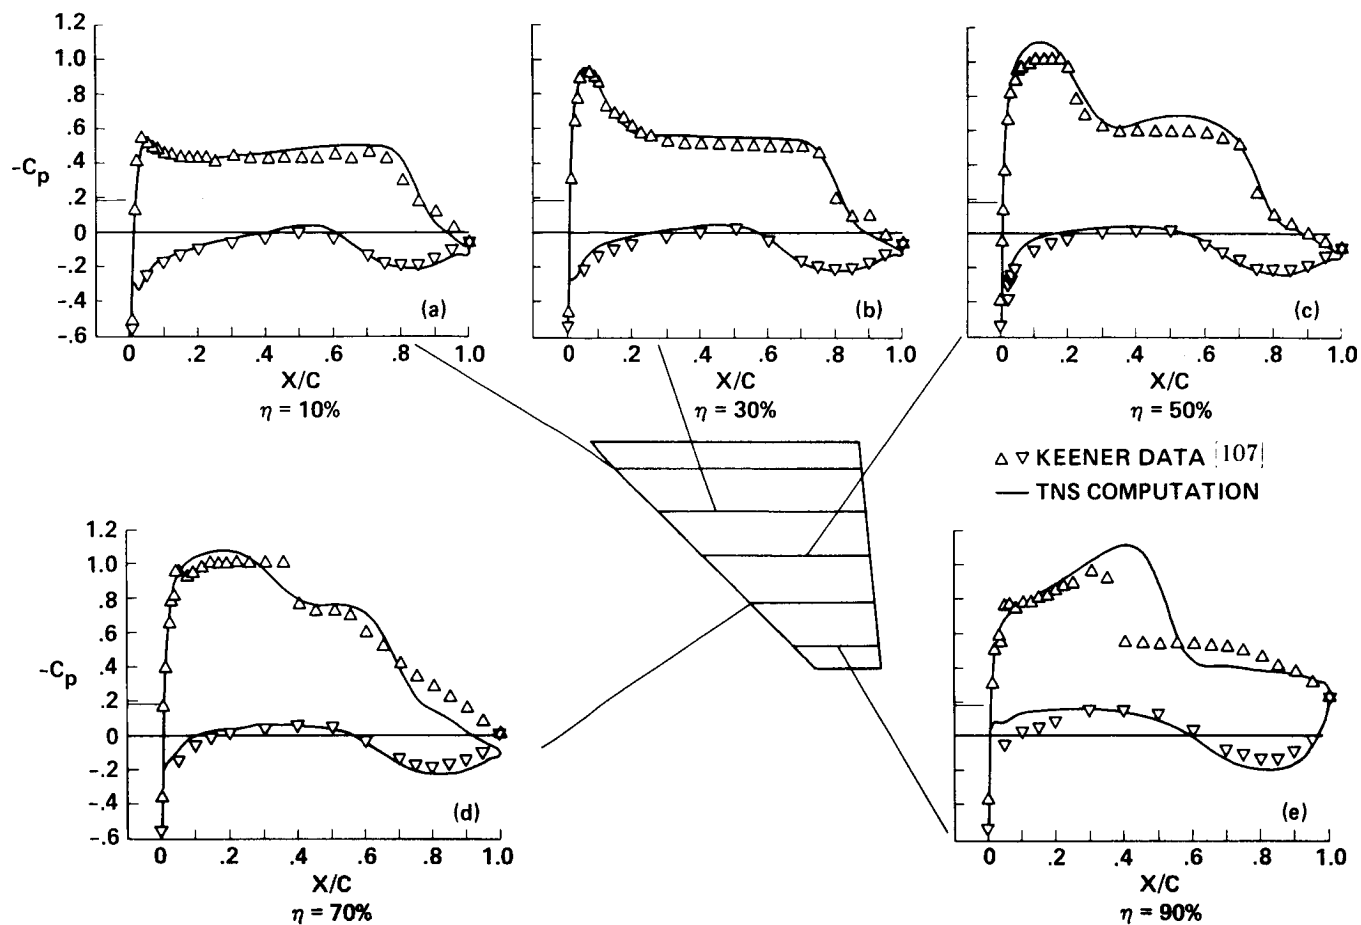 1.2
1.0
.8
.6
.4
.2
0
-.2
-.4
-.6
-Cp
(a)
0 .2 .4 .6 .8 1.0
X/C
η = 10%
(b)
0 .2 .4 .6 .8 1.0
X/C
η = 30%
(c)
0 .2 .4 .6 .8 1.0
X/C
η = 50%
△ ▽ KEENER DATA [107]
— TNS COMPUTATION
1.2
1.0
.8
.6
.4
.2
0
-.2
-.4
-.6
-Cp
(d)
0 .2 .4 .6 .8 1.0
X/C
η = 70%
(e)
0 .2 .4 .6 .8 1.0
X/C
η = 90%